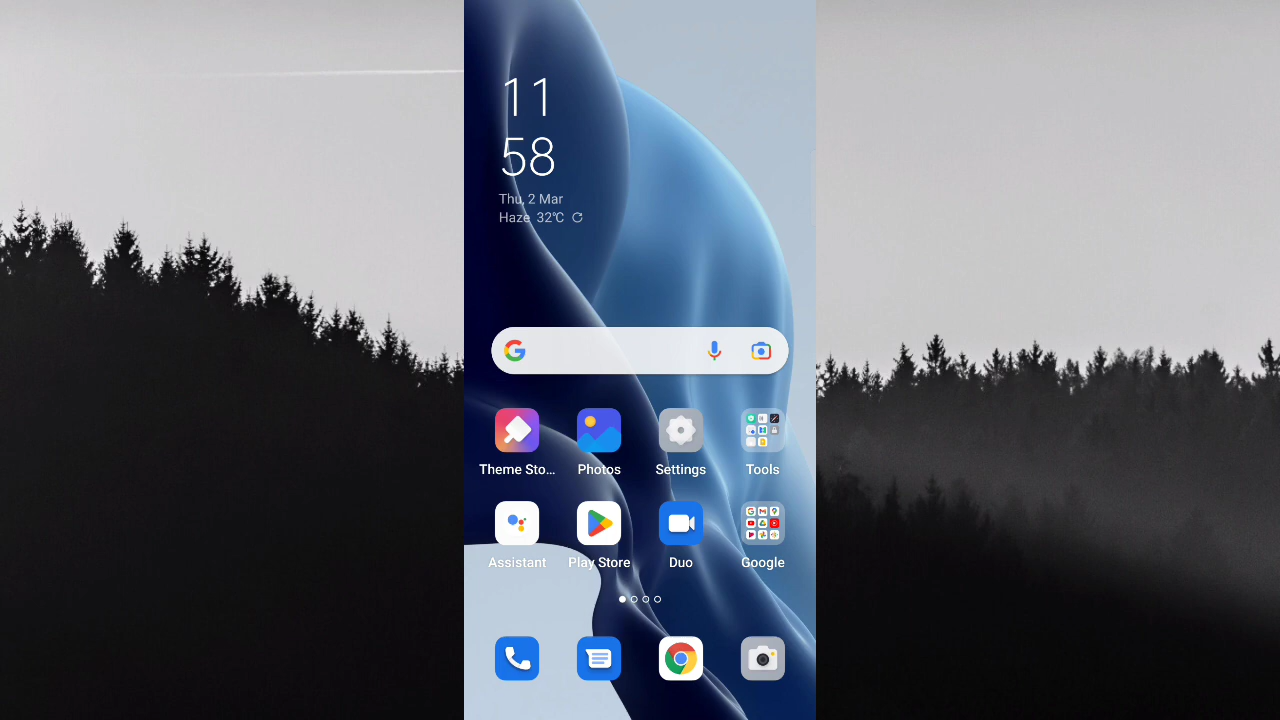 11
58
Thu, 2 Mar
Haze 32℃
Theme Sto...
Photos
Settings
Tools
Assistant
Play Store
Duo
Google